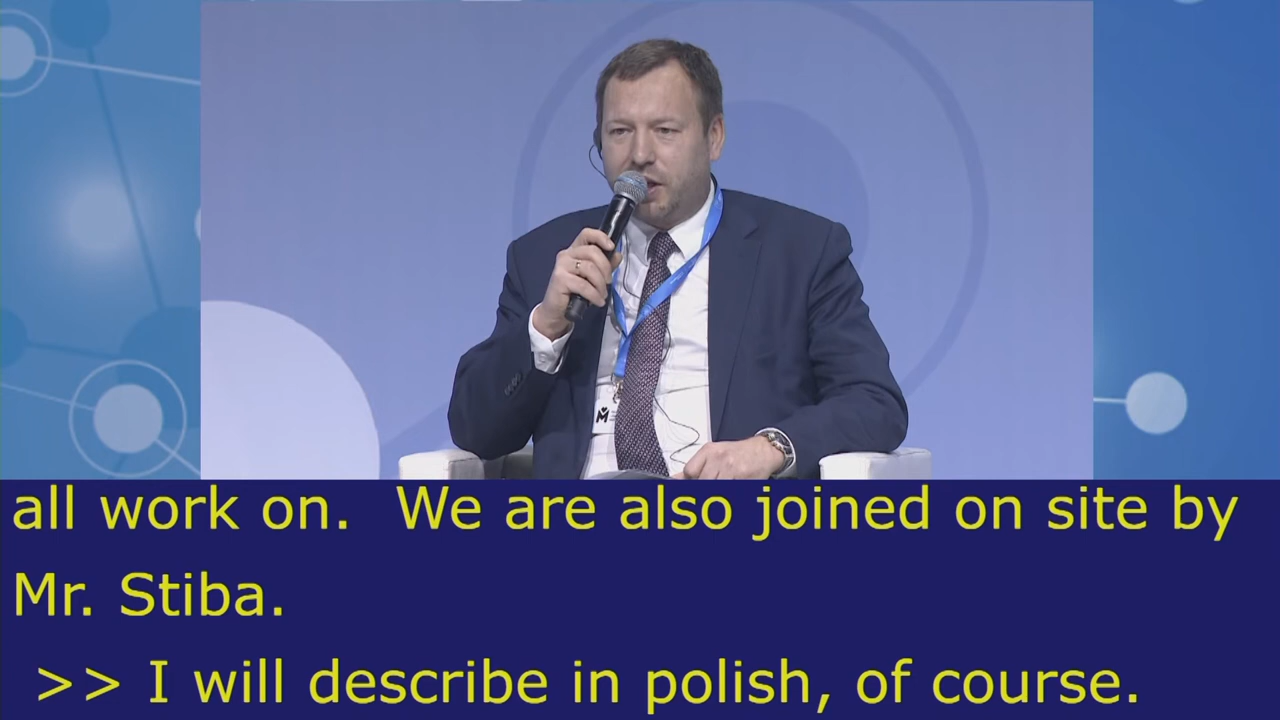 all work on.  We are also joined on site by
Mr. Stiba.
>> I will describe in polish, of course.